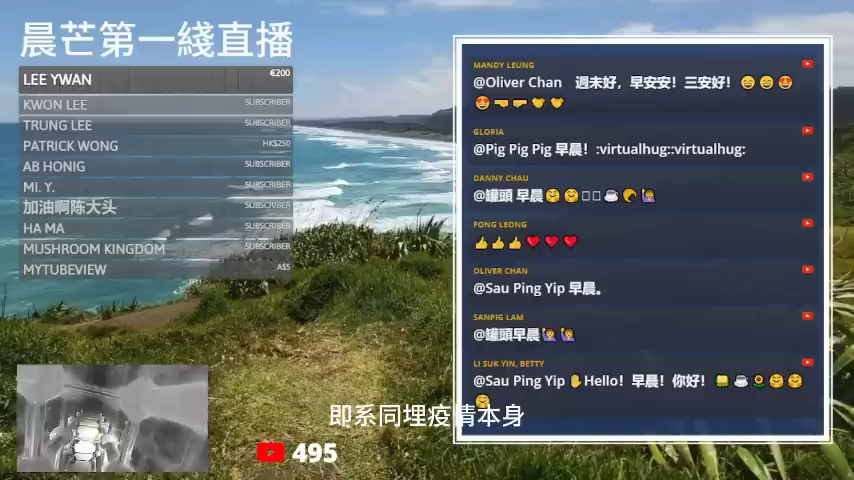 晨芒第一綫直播
LEE YWAN €200
KWON LEE SUBSCRIBER
TRUNG LEE SUBSCRIBER
PATRICK WONG HK$250
AB HONIG SUBSCRIBER
MI. Y. SUBSCRIBER
加油啊陈大头 SUBSCRIBER
HA MA SUBSCRIBER
MUSHROOM KINGDOM SUBSCRIBER
MYTUBEVIEW A$5
MANDY LEUNG
@Oliver Chan 週末好，早安安！三安好！😄😄😍
😍🤜🤛🐥🐥
GLORIA
@Pig Pig Pig 早晨！:virtualhug::virtualhug:
DANNY CHAU
@罐頭 早晨🤗🤗☕🥐🙋
FONG LEONG
👍👍👍❤️❤️❤️
OLIVER CHAN
@Sau Ping Yip 早晨。
SANPIG LAM
@罐頭早晨🙋🙋
LI SUK YIN, BETTY
@Sau Ping Yip ✋Hello！早晨！你好！🍞☕🌻🤗🤗
🤗
即系同埋疫情本身
495